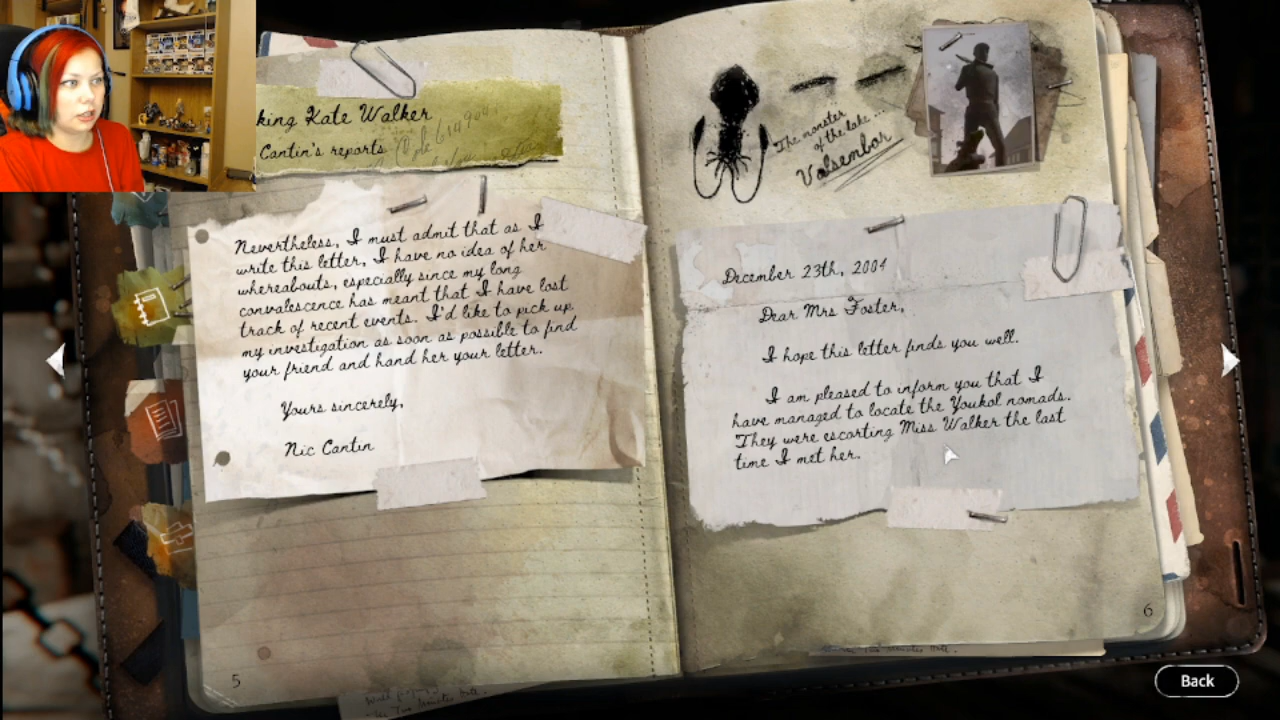 king Kate Walker
Cantin's reports
Nevertheless, I must admit that as I
write this letter, I have no idea of her
whereabouts, especially since my long
convalescence has meant that I have lost
track of recent events. I'd like to pick up
my investigation as soon as possible to find
your friend and hand her your letter.
Yours sincerely,
Nic Cantin
5
The monster
of the lake...
Valsembor
December 23th, 2004
Dear Mrs Foster,
I hope this letter finds you well.
I am pleased to inform you that I
have managed to locate the Youkol nomads.
They were escorting Miss Walker the last
time I met her.
6
Back